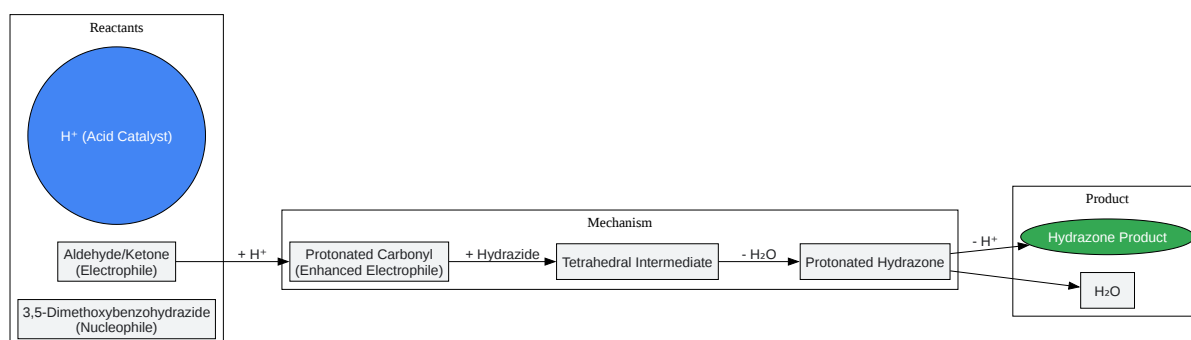 Reactants
H⁺ (Acid Catalyst)
Aldehyde/Ketone
(Electrophile)
3,5-Dimethoxybenzohydrazide
(Nucleophile)
+ H⁺
Mechanism
Protonated Carbonyl
(Enhanced Electrophile)
+ Hydrazide
Tetrahedral Intermediate
- H₂O
Protonated Hydrazone
- H⁺
Product
Hydrazone Product
H₂O